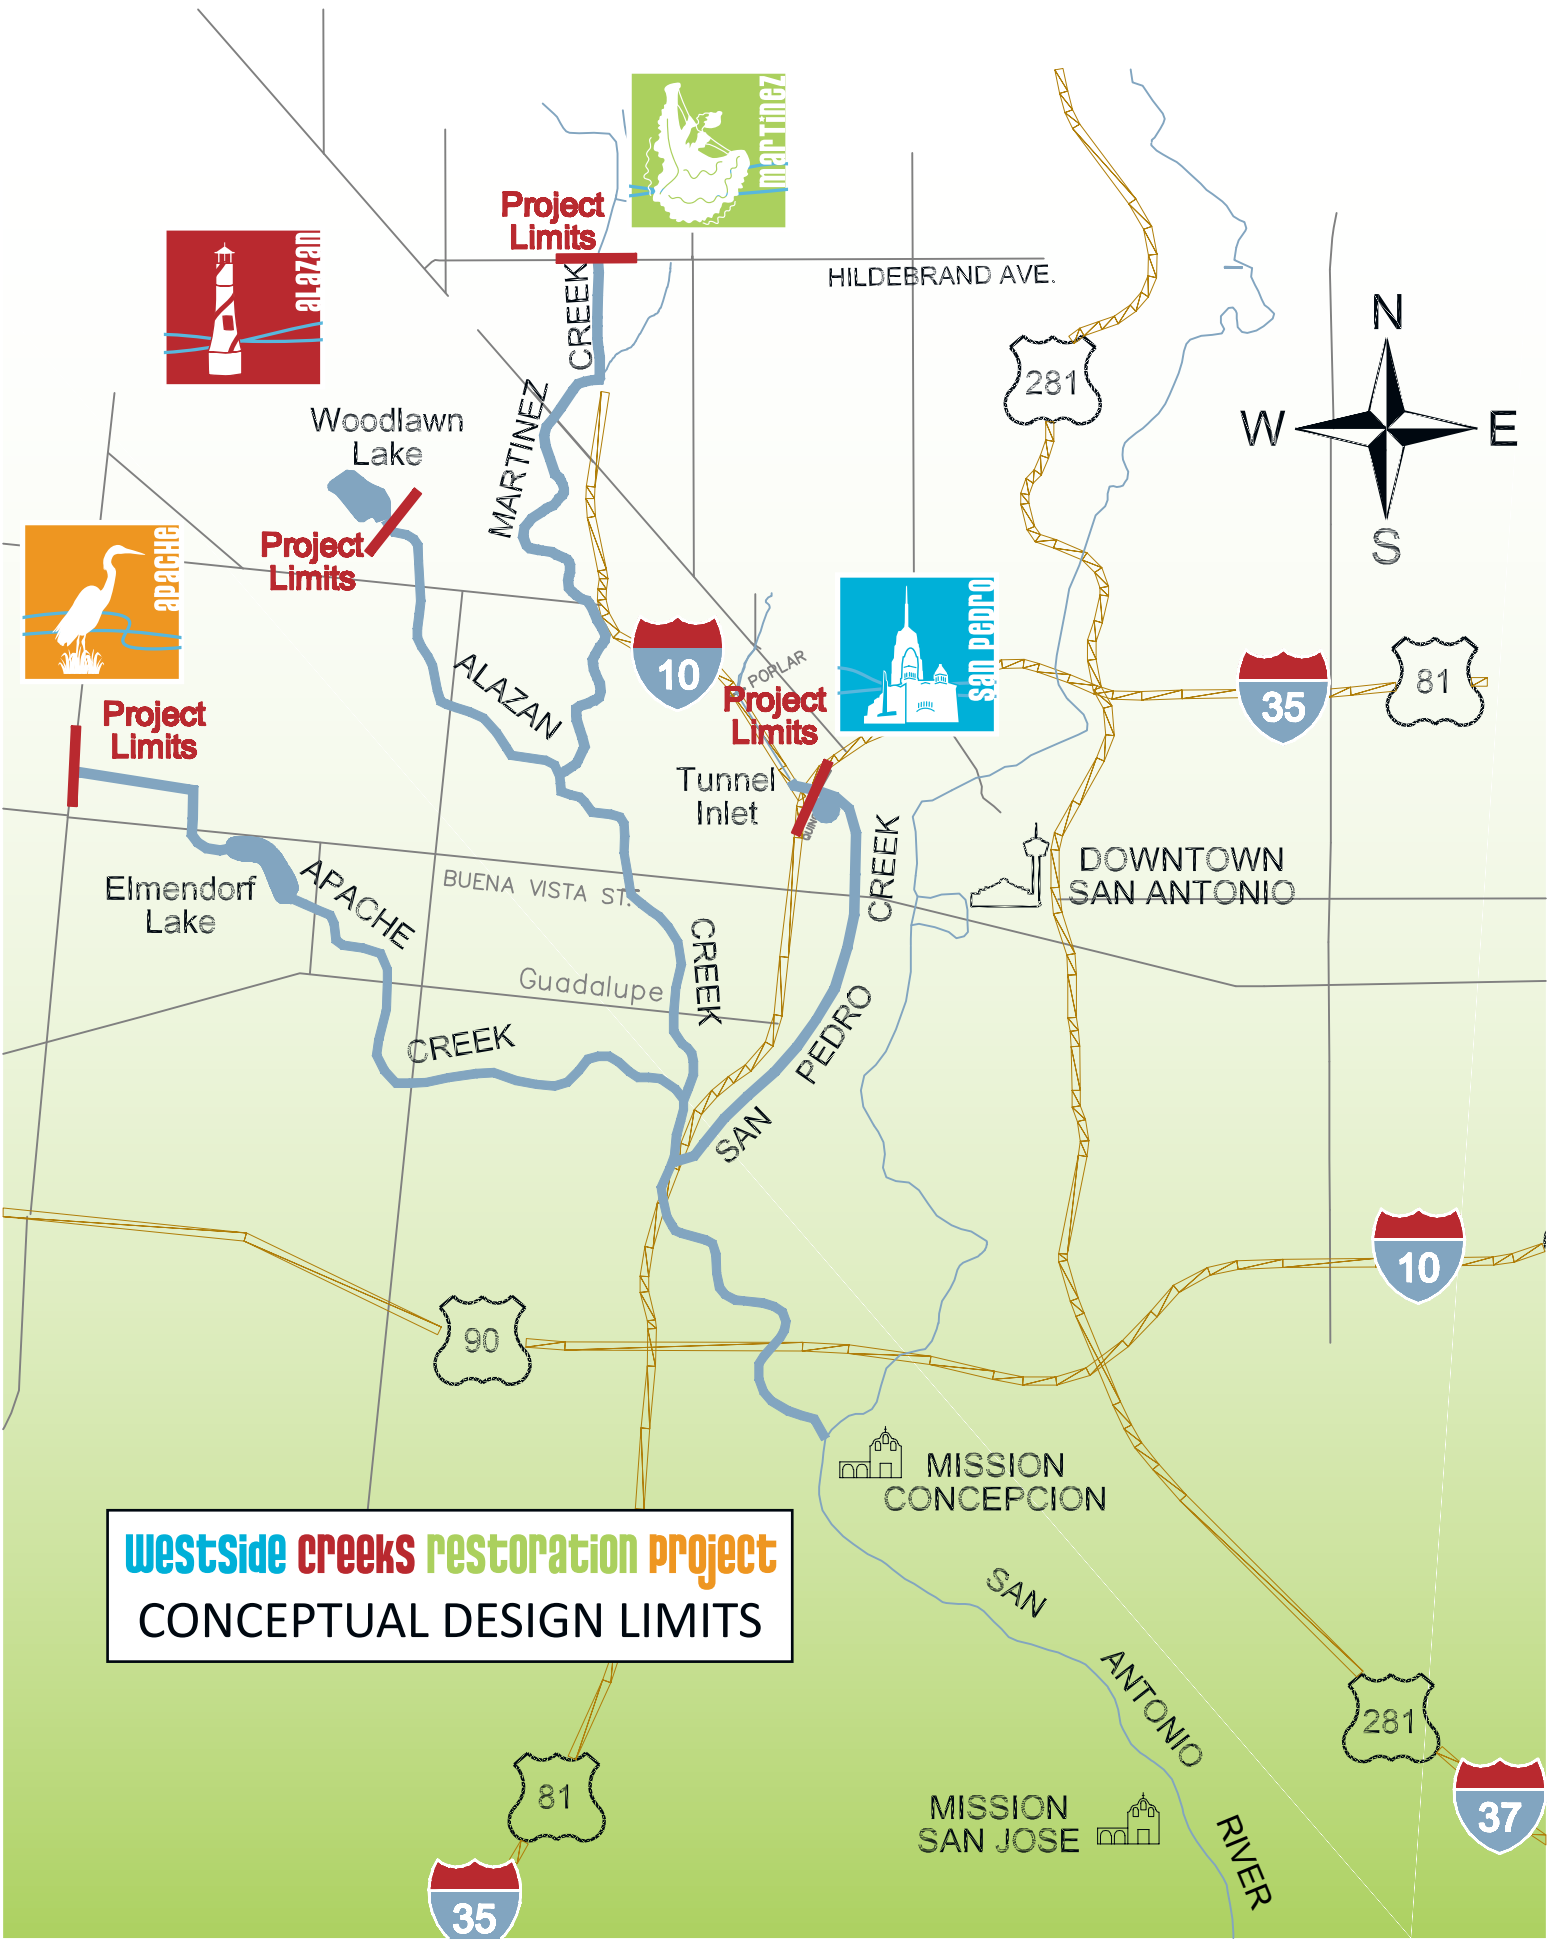 martinez
Project
Limits
alazan
HILDEBRAND AVE.
CREEK
N
281
W
E
Woodlawn
Lake
MARTINEZ
S
apache
Project
Limits
san pedro
10
POPLAR
ALAZAN
Project
Limits
35
81
Project
Limits
Tunnel
Inlet
CREEK
DOWNTOWN
SAN ANTONIO
Elmendorf
Lake
APACHE
BUENA VISTA ST.
CREEK
Guadalupe
PEDRO
CREEK
SAN
10
90
MISSION
CONCEPCION
westside creeks restoration project
CONCEPTUAL DESIGN LIMITS
SAN
ANTONIO
281
81
MISSION
SAN JOSE
37
RIVER
35